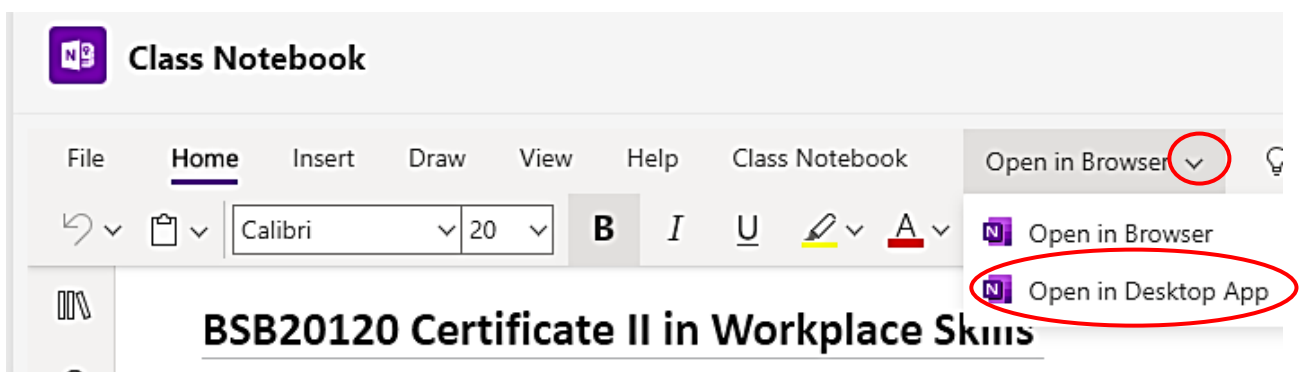 Class Notebook
File Home Insert Draw View Help Class Notebook Open in Browser
Calibri 20 B I U A Open in Browser
Open in Desktop App
BSB20120 Certificate II in Workplace Skills